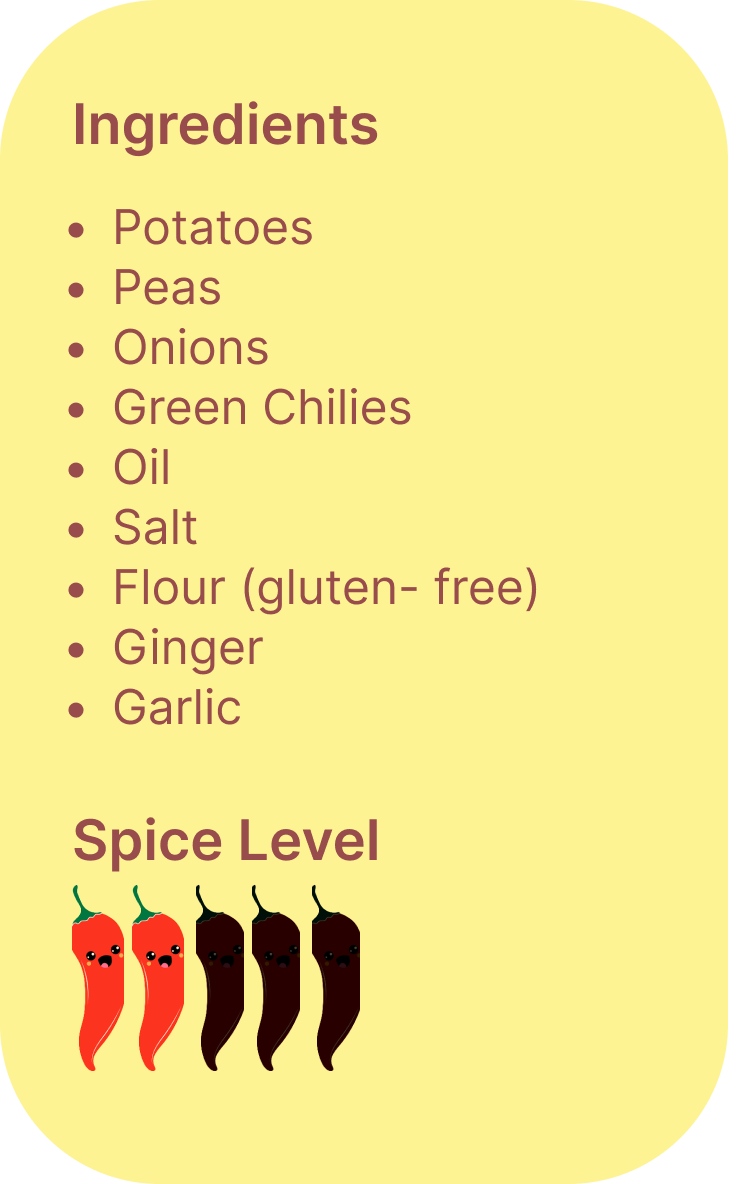 Ingredients
Potatoes
Peas
Onions
Green Chilies
Oil
Salt
Flour (gluten- free)
Ginger
Garlic
Spice Level